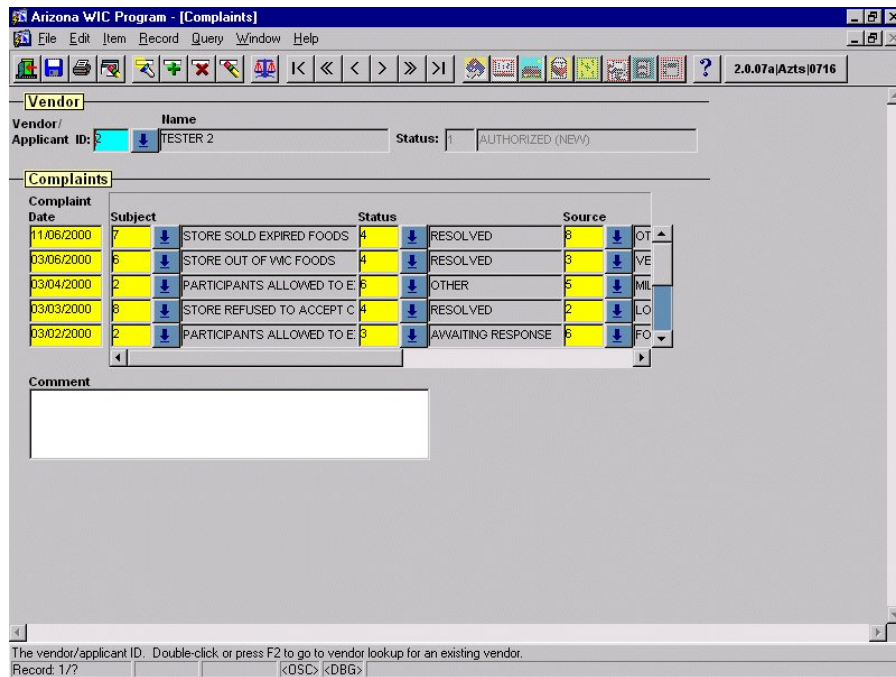 Arizona WIC Program - [Complaints]
File Edit Item Record Query Window Help
2.0.07a|Azts|0716
Vendor
Vendor/ Name
Applicant ID: 2 TESTER 2 Status: 1 AUTHORIZED (NEW)
Complaints
Complaint
Date Subject Status Source
11/06/2000 7 STORE SOLD EXPIRED FOODS 4 RESOLVED 8 OT
03/06/2000 6 STORE OUT OF WIC FOODS 4 RESOLVED 3 VE
03/04/2000 2 PARTICIPANTS ALLOWED TO E 6 OTHER 5 MIL
03/03/2000 8 STORE REFUSED TO ACCEPT C 4 RESOLVED 2 LO
03/02/2000 2 PARTICIPANTS ALLOWED TO E 3 AWAITING RESPONSE 6 FO
Comment
The vendor/applicant ID. Double-click or press F2 to go to vendor lookup for an existing vendor.
Record: 1/? <OSC> <DBG>